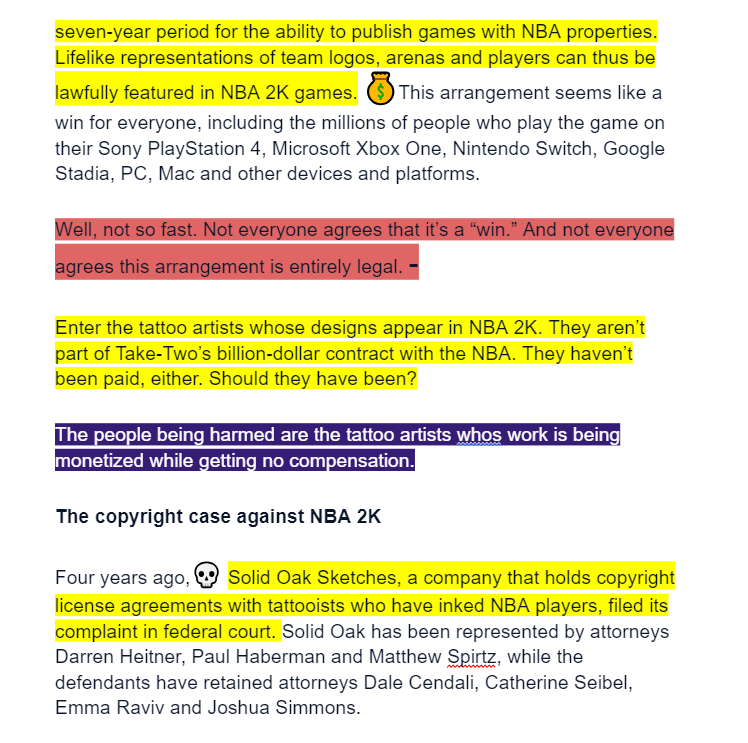 seven-year period for the ability to publish games with NBA properties.
Lifelike representations of team logos, arenas and players can thus be
lawfully featured in NBA 2K games. 💰 This arrangement seems like a
win for everyone, including the millions of people who play the game on
their Sony PlayStation 4, Microsoft Xbox One, Nintendo Switch, Google
Stadia, PC, Mac and other devices and platforms.
Well, not so fast. Not everyone agrees that it’s a “win.” And not everyone
agrees this arrangement is entirely legal. -
Enter the tattoo artists whose designs appear in NBA 2K. They aren’t
part of Take-Two’s billion-dollar contract with the NBA. They haven’t
been paid, either. Should they have been?
The people being harmed are the tattoo artists whos work is being
monetized while getting no compensation.
The copyright case against NBA 2K
Four years ago, 💀 Solid Oak Sketches, a company that holds copyright
license agreements with tattooists who have inked NBA players, filed its
complaint in federal court. Solid Oak has been represented by attorneys
Darren Heitner, Paul Haberman and Matthew Spirtz, while the
defendants have retained attorneys Dale Cendali, Catherine Seibel,
Emma Raviv and Joshua Simmons.